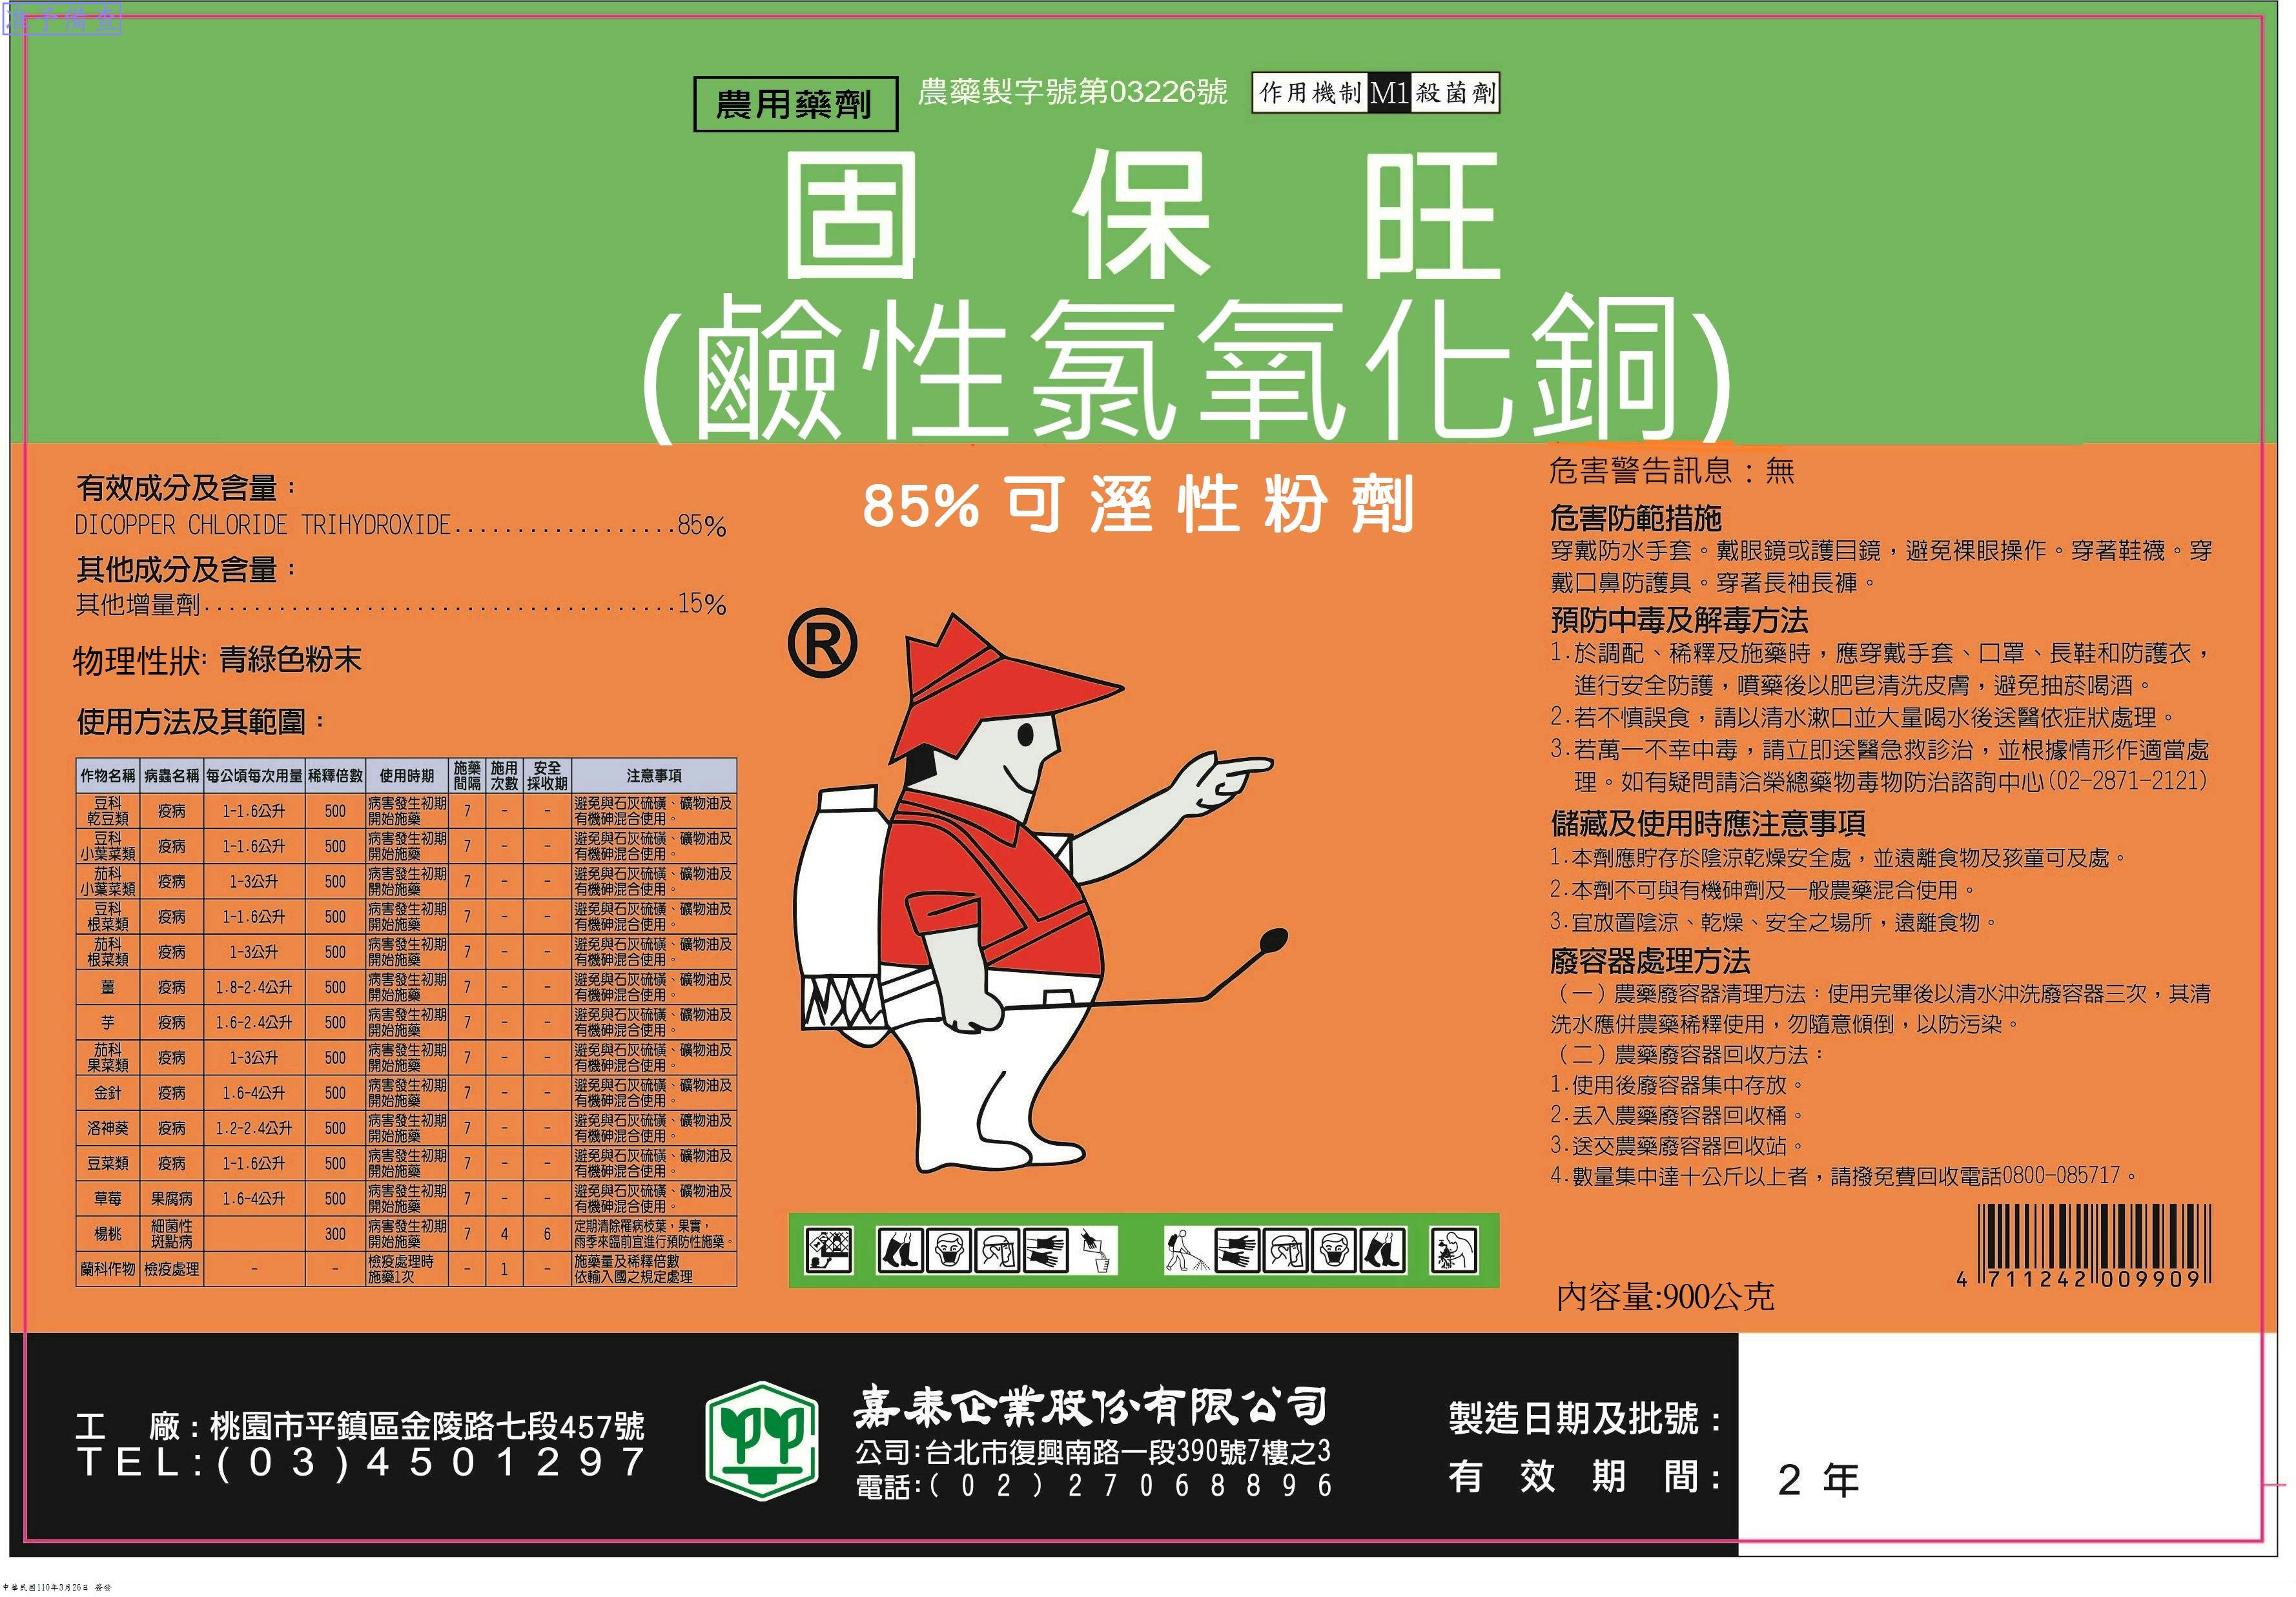 准予備查
農用藥劑
農藥製字號第03226號
作用機制 M1 殺菌劑
固保旺
(鹼性氯氧化銅)
85%可溼性粉劑
有效成分及含量：
DICOPPER CHLORIDE TRIHYDROXIDE..................85%
其他成分及含量：
其他增量劑......................................15%
物理性狀: 青綠色粉末
使用方法及其範圍：
作物名稱 病蟲名稱 每公頃每次用量 稀釋倍數 使用時期 施藥間隔 施用次數 安全採收期 注意事項
豆科乾豆類 疫病 1-1.6公升 500 病害發生初期開始施藥 7 - - 避免與石灰硫磺、礦物油及有機砷混合使用。
豆科小葉菜類 疫病 1-1.6公升 500 病害發生初期開始施藥 7 - - 避免與石灰硫磺、礦物油及有機砷混合使用。
茄科小葉菜類 疫病 1-3公升 500 病害發生初期開始施藥 7 - - 避免與石灰硫磺、礦物油及有機砷混合使用。
豆科根菜類 疫病 1-1.6公升 500 病害發生初期開始施藥 7 - - 避免與石灰硫磺、礦物油及有機砷混合使用。
茄科根菜類 疫病 1-3公升 500 病害發生初期開始施藥 7 - - 避免與石灰硫磺、礦物油及有機砷混合使用。
薑 疫病 1.8-2.4公升 500 病害發生初期開始施藥 7 - - 避免與石灰硫磺、礦物油及有機砷混合使用。
芋 疫病 1.6-2.4公升 500 病害發生初期開始施藥 7 - - 避免與石灰硫磺、礦物油及有機砷混合使用。
茄科果菜類 疫病 1-3公升 500 病害發生初期開始施藥 7 - - 避免與石灰硫磺、礦物油及有機砷混合使用。
金針 疫病 1.6-4公升 500 病害發生初期開始施藥 7 - - 避免與石灰硫磺、礦物油及有機砷混合使用。
洛神葵 疫病 1.2-2.4公升 500 病害發生初期開始施藥 7 - - 避免與石灰硫磺、礦物油及有機砷混合使用。
豆菜類 疫病 1-1.6公升 500 病害發生初期開始施藥 7 - - 避免與石灰硫磺、礦物油及有機砷混合使用。
草莓 果腐病 1.6-4公升 500 病害發生初期開始施藥 7 - - 避免與石灰硫磺、礦物油及有機砷混合使用。
楊桃 細菌性斑點病 300 病害發生初期開始施藥 7 4 6 定期清除罹病枝葉，果實，雨季來臨前宜進行預防性施藥。
蘭科作物 檢疫處理 - - 檢疫處理時施藥1次 - 1 - 施藥量及稀釋倍數依輸入國之規定處理
®
危害警告訊息：無
危害防範措施
穿戴防水手套。戴眼鏡或護目鏡，避免裸眼操作。穿著鞋襪。穿
戴口鼻防護具。穿著長袖長褲。
預防中毒及解毒方法
1.於調配、稀釋及施藥時，應穿戴手套、口罩、長鞋和防護衣，
進行安全防護，噴藥後以肥皂清洗皮膚，避免抽菸喝酒。
2.若不慎誤食，請以清水漱口並大量喝水後送醫依症狀處理。
3.若萬一不幸中毒，請立即送醫急救診治，並根據情形作適當處
理。如有疑問請洽榮總藥物毒物防治諮詢中心(02-2871-2121)
儲藏及使用時應注意事項
1.本劑應貯存於陰涼乾燥安全處，並遠離食物及孩童可及處。
2.本劑不可與有機砷劑及一般農藥混合使用。
3.宜放置陰涼、乾燥、安全之場所，遠離食物。
廢容器處理方法
（一）農藥廢容器清理方法：使用完畢後以清水沖洗廢容器三次，其清
洗水應併農藥稀釋使用，勿隨意傾倒，以防污染。
（二）農藥廢容器回收方法：
1.使用後廢容器集中存放。
2.丟入農藥廢容器回收桶。
3.送交農藥廢容器回收站。
4.數量集中達十公斤以上者，請撥免費回收電話0800-085717。
4 711242 009909
內容量:900公克
工 廠：桃園市平鎮區金陵路七段457號
TEL:(03)4501297
嘉泰企業股份有限公司
公司:台北市復興南路一段390號7樓之3
電話:(02)27068896
製造日期及批號：
有效期間： 2 年
中華民國110年3月26日 簽發